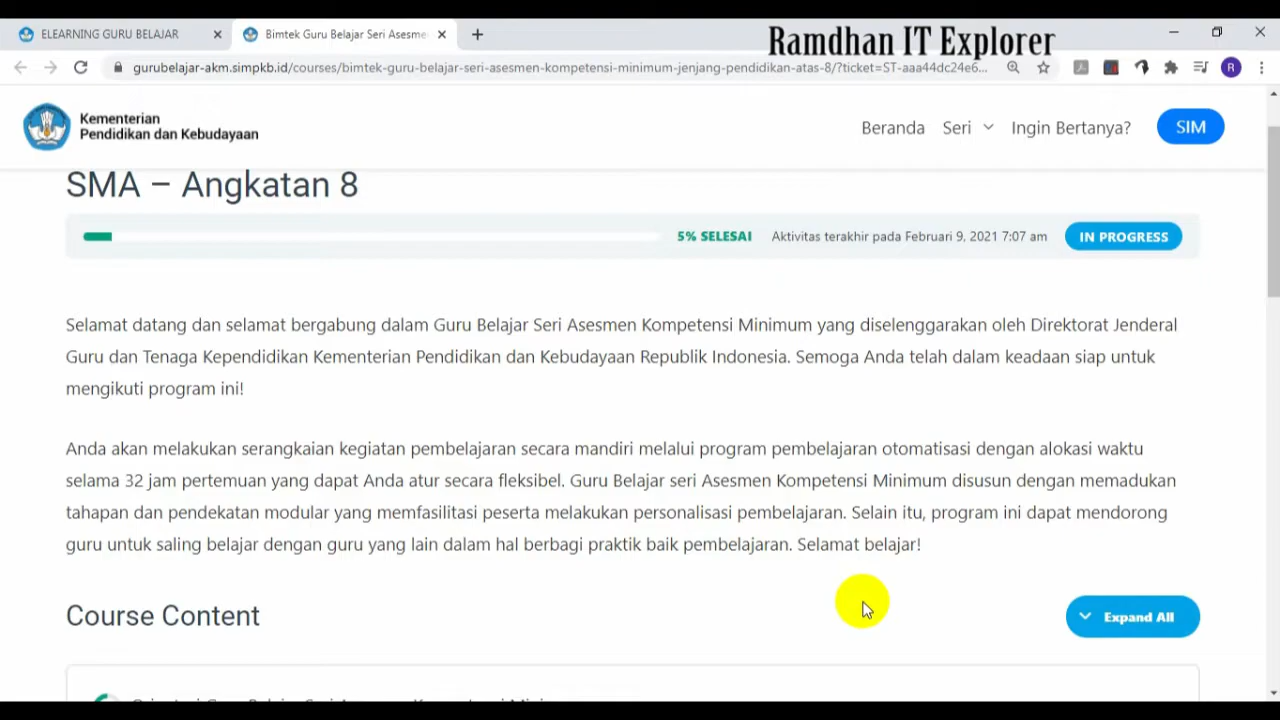 Ramdhan IT Explorer
ELEARNING GURU BELAJAR
Bimtek Guru Belajar Seri Asesme
gurubelajar-akm.simpkb.id/courses/bimtek-guru-belajar-seri-asesmen-kompetensi-minimum-jenjang-pendidikan-atas-8/?ticket=ST-aaa44dc24e6...
R
Kementerian
Pendidikan dan Kebudayaan
Beranda Seri Ingin Bertanya? SIM
SMA – Angkatan 8
5% SELESAI Aktivitas terakhir pada Februari 9, 2021 7:07 am IN PROGRESS
Selamat datang dan selamat bergabung dalam Guru Belajar Seri Asesmen Kompetensi Minimum yang diselenggarakan oleh Direktorat Jenderal
Guru dan Tenaga Kependidikan Kementerian Pendidikan dan Kebudayaan Republik Indonesia. Semoga Anda telah dalam keadaan siap untuk
mengikuti program ini!
Anda akan melakukan serangkaian kegiatan pembelajaran secara mandiri melalui program pembelajaran otomatisasi dengan alokasi waktu
selama 32 jam pertemuan yang dapat Anda atur secara fleksibel. Guru Belajar seri Asesmen Kompetensi Minimum disusun dengan memadukan
tahapan dan pendekatan modular yang memfasilitasi peserta melakukan personalisasi pembelajaran. Selain itu, program ini dapat mendorong
guru untuk saling belajar dengan guru yang lain dalam hal berbagi praktik baik pembelajaran. Selamat belajar!
Course Content
Expand All